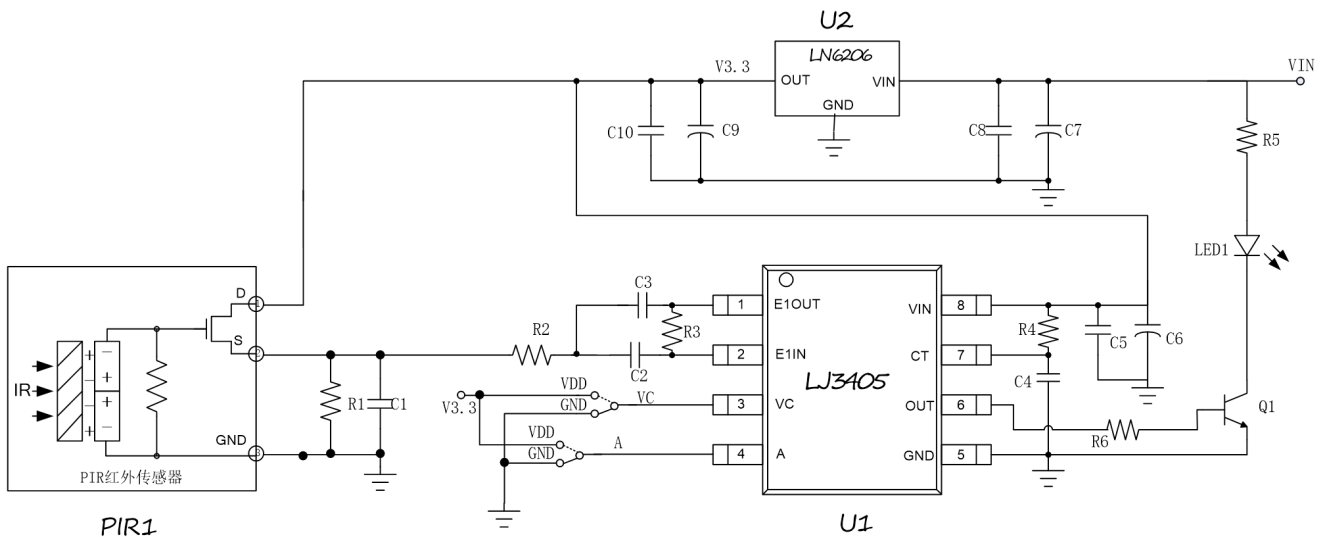 U2
LN6206
V3.3
OUT
VIN
GND
VIN
C10
C9
C8
C7
R5
LED1
D
1
S
2
IR
+
−
−
+
+
−
+
−
GND
3
PIR红外传感器
PIR1
R1
C1
R2
C3
C2
R3
V3.3
VDD
GND
VC
VDD
GND
A
1
E1OUT
2
E1IN
3
VC
4
A
LJ3405
VIN
8
CT
7
OUT
6
GND
5
U1
R4
C5
C6
C4
R6
Q1